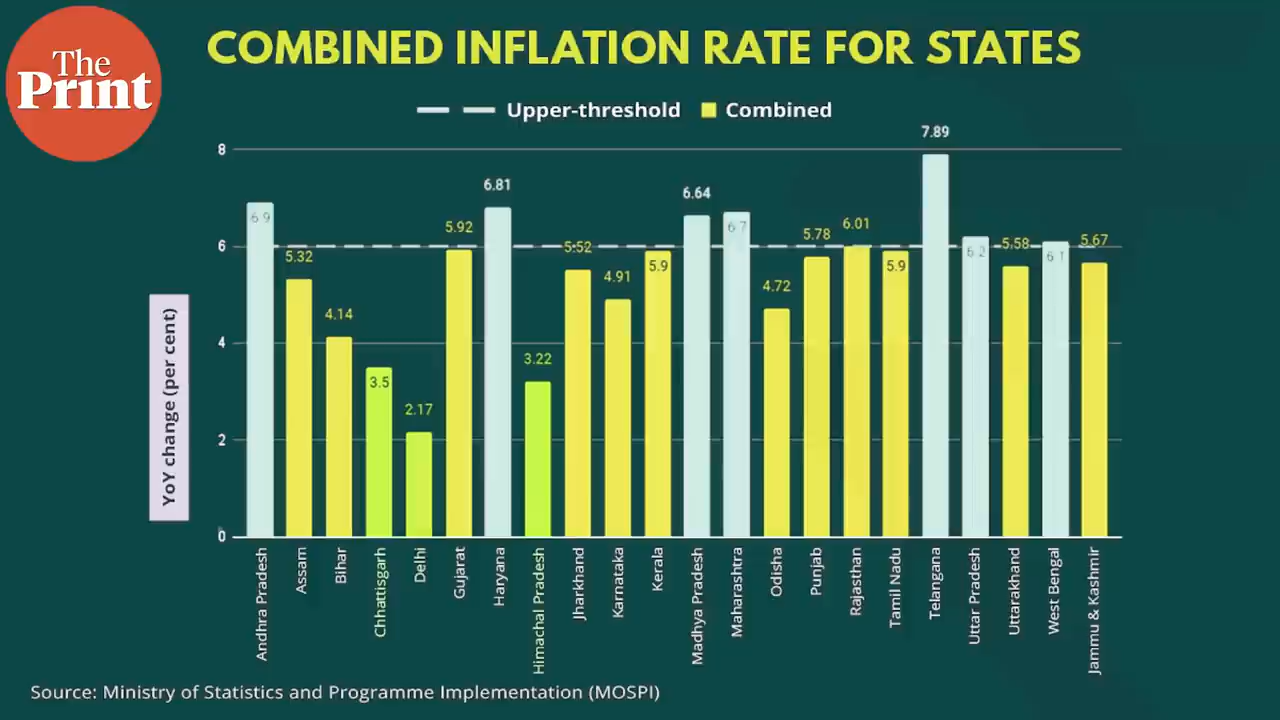 The
Print
COMBINED INFLATION RATE FOR STATES
Upper-threshold Combined
YoY change (per cent)
8
6
4
2
0
6.9
5.32
4.14
3.5
2.17
5.92
6.81
3.22
5.52
4.91
5.9
6.64
6.7
4.72
5.78
6.01
5.9
7.89
6.2
5.58
6.1
5.67
Andhra Pradesh
Assam
Bihar
Chhattisgarh
Delhi
Gujarat
Haryana
Himachal Pradesh
Jharkhand
Karnataka
Kerala
Madhya Pradesh
Maharashtra
Odisha
Punjab
Rajasthan
Tamil Nadu
Telangana
Uttar Pradesh
Uttarakhand
West Bengal
Jammu & Kashmir
Source: Ministry of Statistics and Programme Implementation (MOSPI)